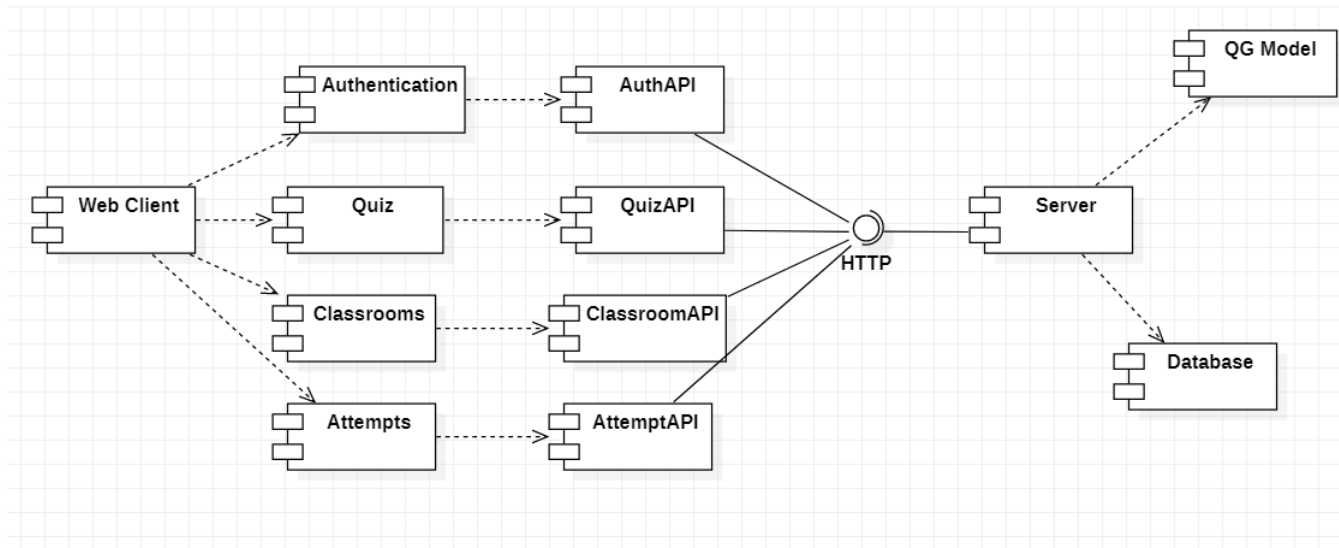 QG Model
Authentication
AuthAPI
Web Client
Quiz
QuizAPI
Server
HTTP
Classrooms
ClassroomAPI
Database
Attempts
AttemptAPI